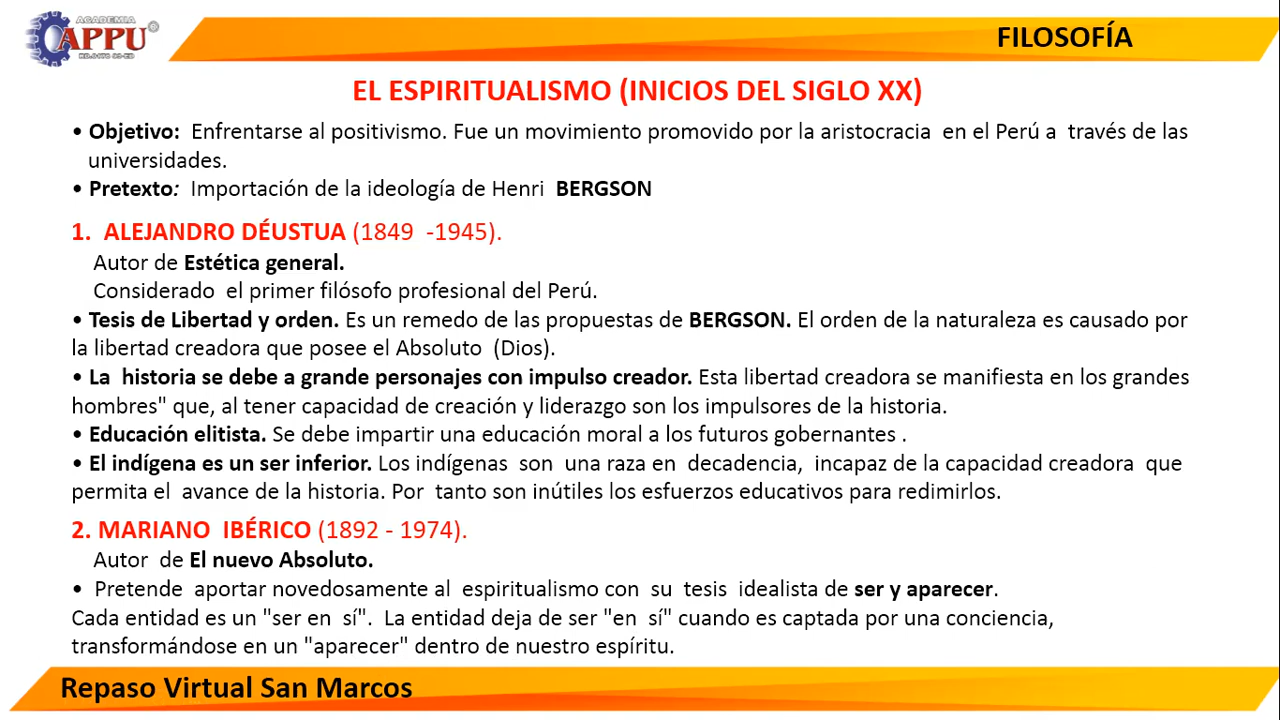 ACADEMIA
APPU
FILOSOFÍA
EL ESPIRITUALISMO (INICIOS DEL SIGLO XX)
• Objetivo: Enfrentarse al positivismo. Fue un movimiento promovido por la aristocracia en el Perú a través de las
universidades.
• Pretexto: Importación de la ideología de Henri BERGSON
1. ALEJANDRO DÉUSTUA (1849 -1945).
Autor de Estética general.
Considerado el primer filósofo profesional del Perú.
• Tesis de Libertad y orden. Es un remedo de las propuestas de BERGSON. El orden de la naturaleza es causado por
la libertad creadora que posee el Absoluto (Dios).
• La historia se debe a grande personajes con impulso creador. Esta libertad creadora se manifiesta en los grandes
hombres" que, al tener capacidad de creación y liderazgo son los impulsores de la historia.
• Educación elitista. Se debe impartir una educación moral a los futuros gobernantes .
• El indígena es un ser inferior. Los indígenas son una raza en decadencia, incapaz de la capacidad creadora que
permita el avance de la historia. Por tanto son inútiles los esfuerzos educativos para redimirlos.
2. MARIANO IBÉRICO (1892 - 1974).
Autor de El nuevo Absoluto.
• Pretende aportar novedosamente al espiritualismo con su tesis idealista de ser y aparecer.
Cada entidad es un "ser en sí". La entidad deja de ser "en sí" cuando es captada por una conciencia,
transformándose en un "aparecer" dentro de nuestro espíritu.
Repaso Virtual San Marcos